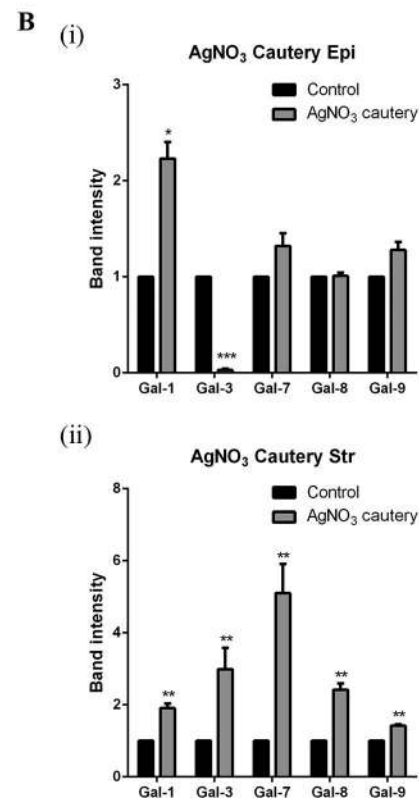 B
(i)
AgNO₃ Cautery Epi
Control
AgNO₃ cautery
3
2
1
0
Band intensity
*
***
Gal-1 Gal-3 Gal-7 Gal-8 Gal-9
(ii)
AgNO₃ Cautery Str
Control
AgNO₃ cautery
8
6
4
2
0
Band intensity
**
**
**
**
**
Gal-1 Gal-3 Gal-7 Gal-8 Gal-9